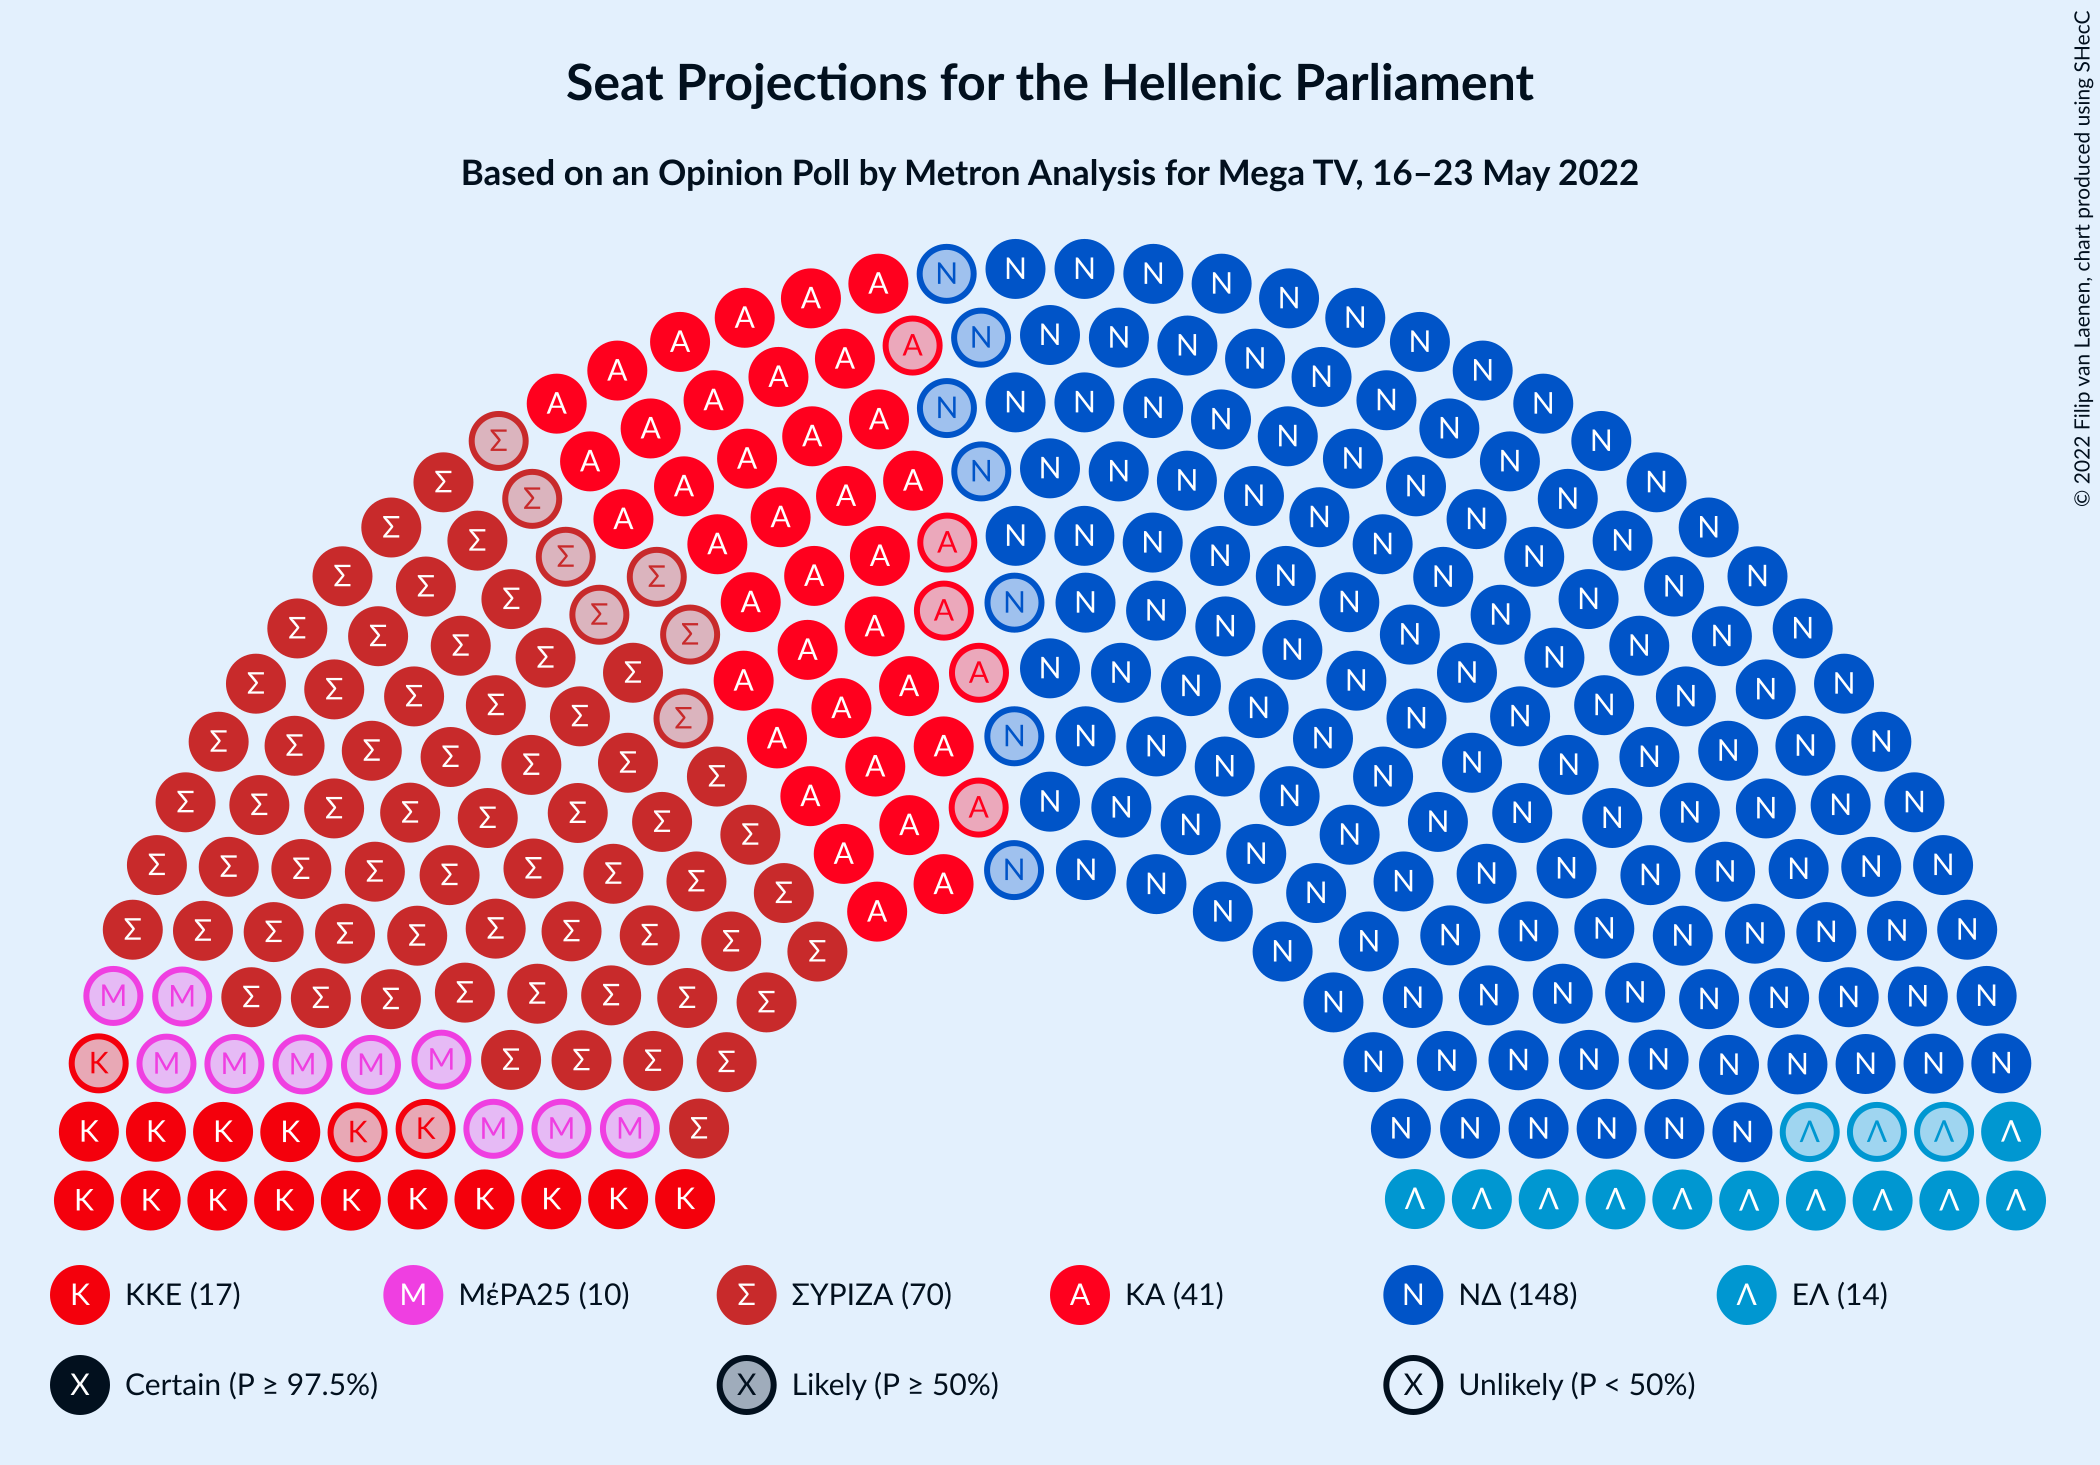 Seat Projections for the Hellenic Parliament
Based on an Opinion Poll by Metron Analysis for Mega TV, 16–23 May 2022
© 2022 Filip van Laenen, chart produced using SHecC
K ΚΚΕ (17)
M ΜέΡΑ25 (10)
Σ ΣΥΡΙΖΑ (70)
A ΚΑ (41)
N ΝΔ (148)
Λ ΕΛ (14)
X Certain (P ≥ 97.5%)
X Likely (P ≥ 50%)
X Unlikely (P < 50%)